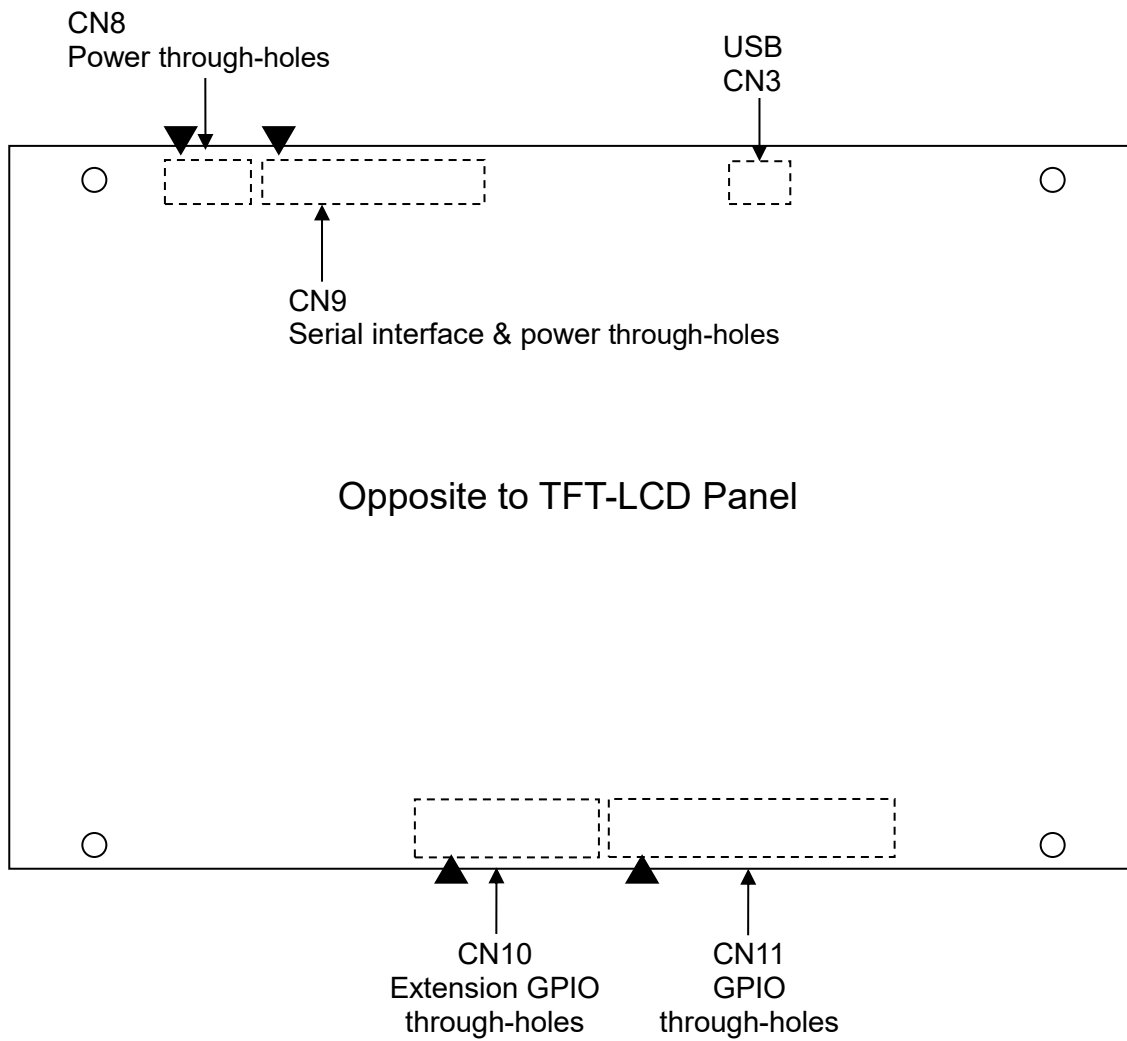 CN8
Power through-holes
USB
CN3
CN9
Serial interface & power through-holes
Opposite to TFT-LCD Panel
CN10
Extension GPIO
through-holes
CN11
GPIO
through-holes